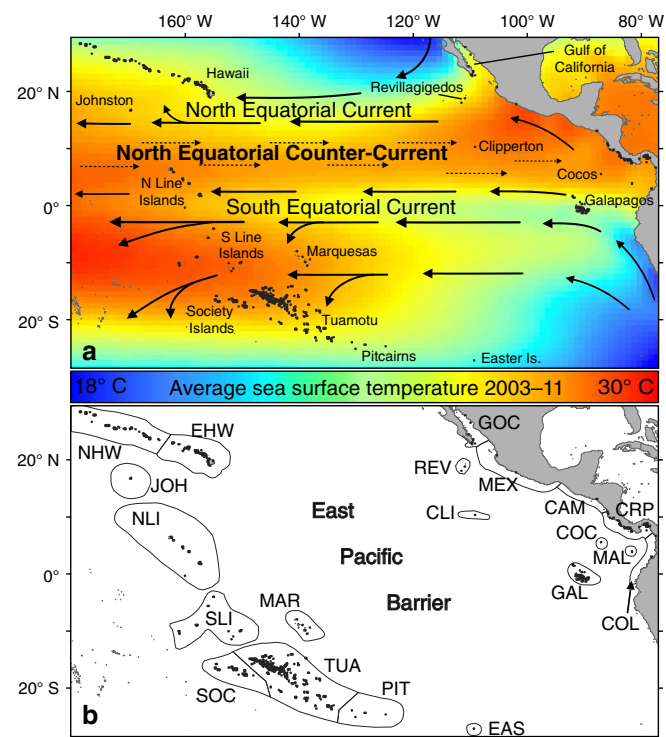 160° W 140° W 120° W 100° W 80° W
Gulf of
California
Hawaii
Revillagigedos
20° N
Johnston
North Equatorial Current
North Equatorial Counter-Current
Clipperton
Cocos
N Line
Islands
Galapagos
0°
South Equatorial Current
S Line
Islands
Marquesas
20° S
Society
Islands
Tuamotu
Pitcairns
Easter Is.
a
18° C Average sea surface temperature 2003–11 30° C
GOC
EHW
NHW
20° N
REV
MEX
JOH
CAM
CRP
NLI
CLI
East
COC
MAL
Pacific
0°
GAL
MAR
Barrier
SLI
COL
TUA
SOC
20° S
PIT
EAS
b